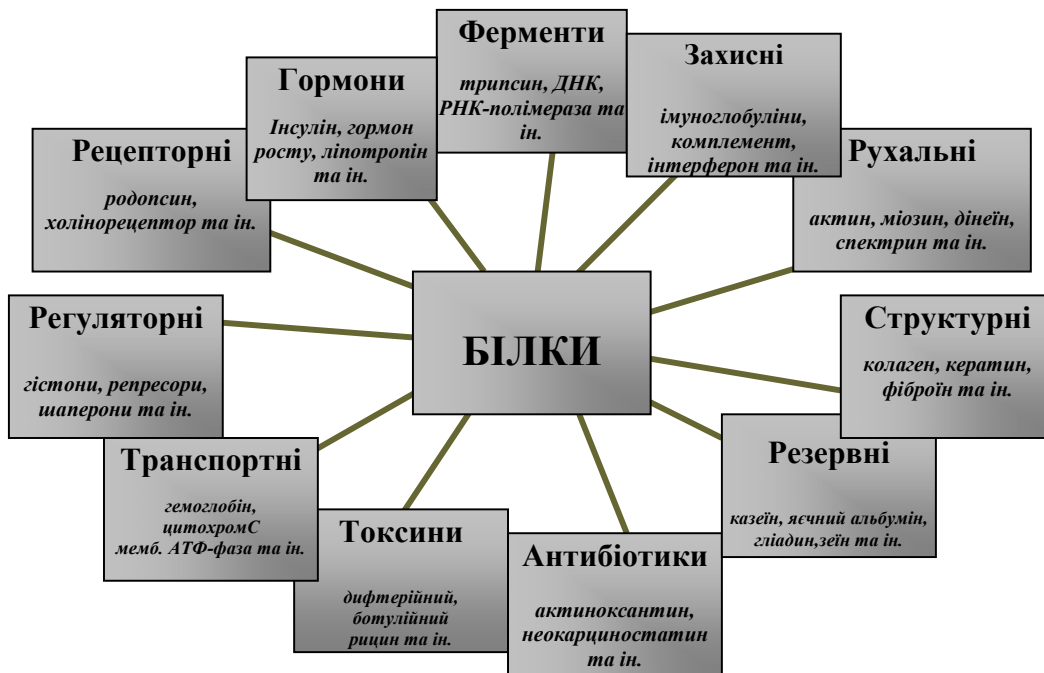 Ферменти
трипсин, ДНК,
РНК-полімераза та
ін.
Захисні
імуноглобуліни,
комплемент,
інтерферон та ін.
Гормони
Інсулін, гормон
росту, ліпотропін
та ін.
Рецепторні
родопсин,
холінорецептор та ін.
Рухальні
актин, міозин, дінеїн,
спектрин та ін.
Регуляторні
гістони, репресори,
шаперони та ін.
БІЛКИ
Структурні
колаген, кератин,
фіброїн та ін.
Транспортні
гемоглобін,
цитохромС
мемб. АТФ-фаза та ін.
Резервні
казеїн, яєчний альбумін,
гліадин,зеїн та ін.
Токсини
дифтерійний,
ботулійний
рицин та ін.
Антибіотики
актиноксантин,
неокарциностатин
та ін.